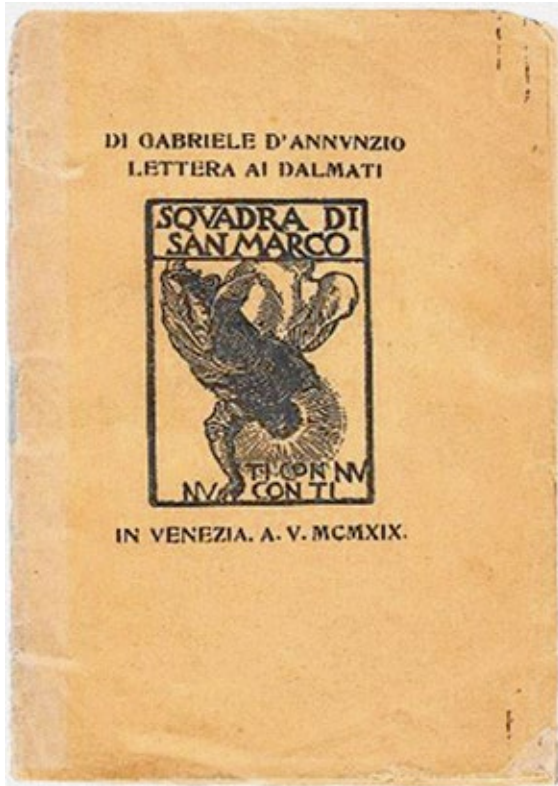 DI GABRIELE D'ANNVNZIO
LETTERA AI DALMATI
SQVADRA DI
SAN MARCO
TI CON NV
NV CON TI
IN VENEZIA. A. V. MCMXIX.